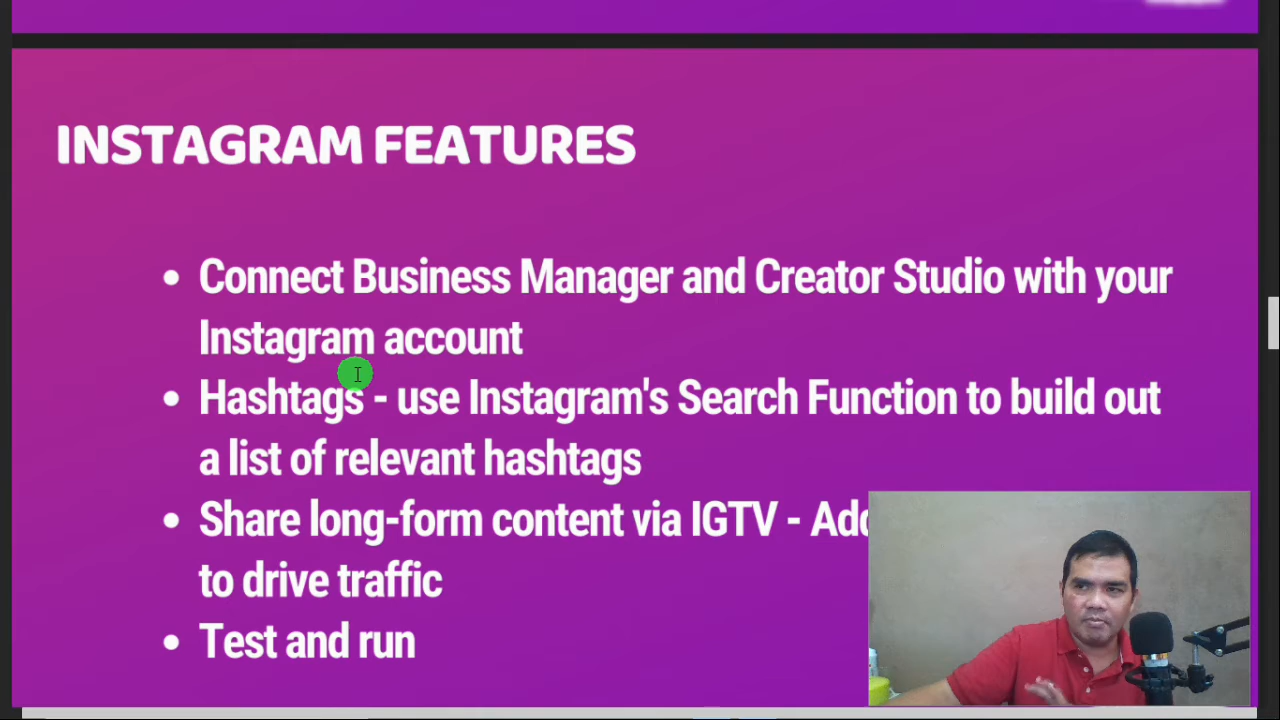 INSTAGRAM FEATURES
Connect Business Manager and Creator Studio with your
Instagram account
Hashtags - use Instagram's Search Function to build out
a list of relevant hashtags
Share long-form content via IGTV -
to drive traffic
Test and run